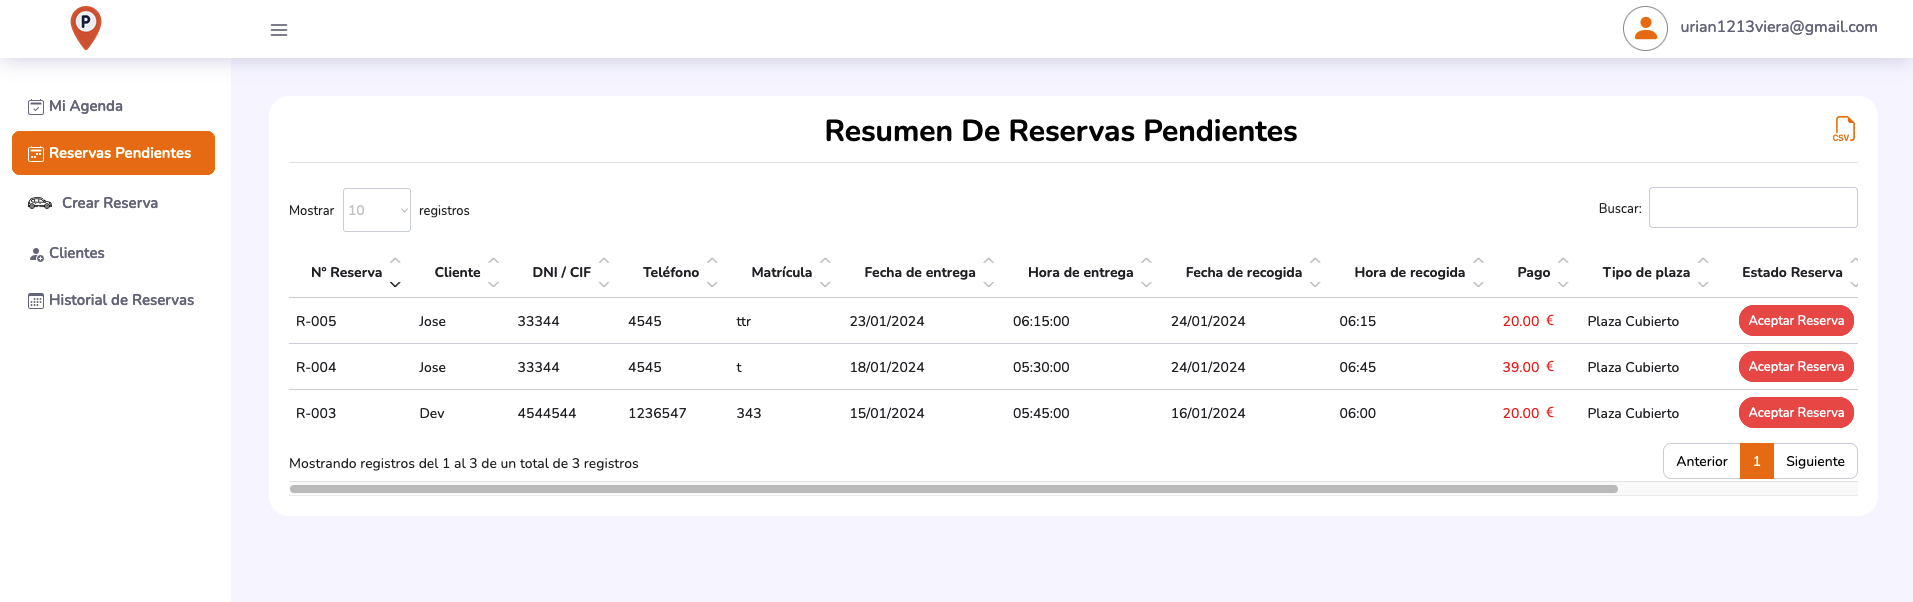 P
urian1213viera@gmail.com
Mi Agenda
Reservas Pendientes
Crear Reserva
Clientes
Historial de Reservas
Resumen De Reservas Pendientes
CSV
Mostrar 10 registros
Buscar:
Nº Reserva Cliente DNI / CIF Teléfono Matrícula Fecha de entrega Hora de entrega Fecha de recogida Hora de recogida Pago Tipo de plaza Estado Reserva
R-005 Jose 33344 4545 ttr 23/01/2024 06:15:00 24/01/2024 06:15 20.00 € Plaza Cubierto Aceptar Reserva
R-004 Jose 33344 4545 t 18/01/2024 05:30:00 24/01/2024 06:45 39.00 € Plaza Cubierto Aceptar Reserva
R-003 Dev 4544544 1236547 343 15/01/2024 05:45:00 16/01/2024 06:00 20.00 € Plaza Cubierto Aceptar Reserva
Mostrando registros del 1 al 3 de un total de 3 registros
Anterior 1 Siguiente